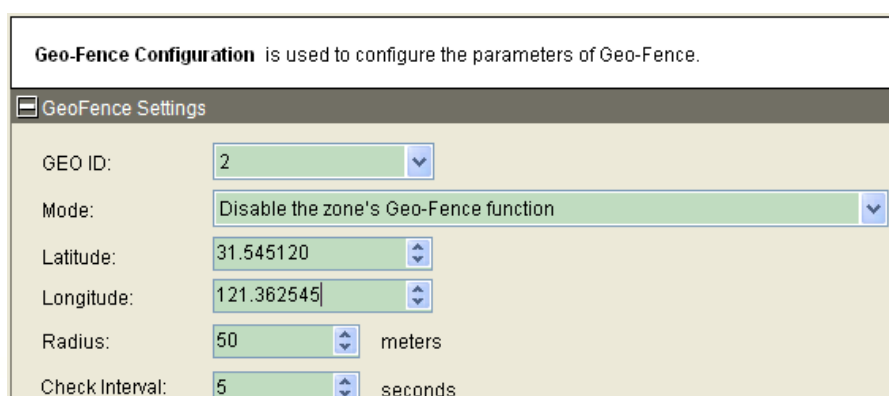 Geo-Fence Configuration is used to configure the parameters of Geo-Fence.
GeoFence Settings
GEO ID: 2
Mode: Disable the zone's Geo-Fence function
Latitude: 31.545120
Longitude: 121.362545
Radius: 50 meters
Check Interval: 5 seconds